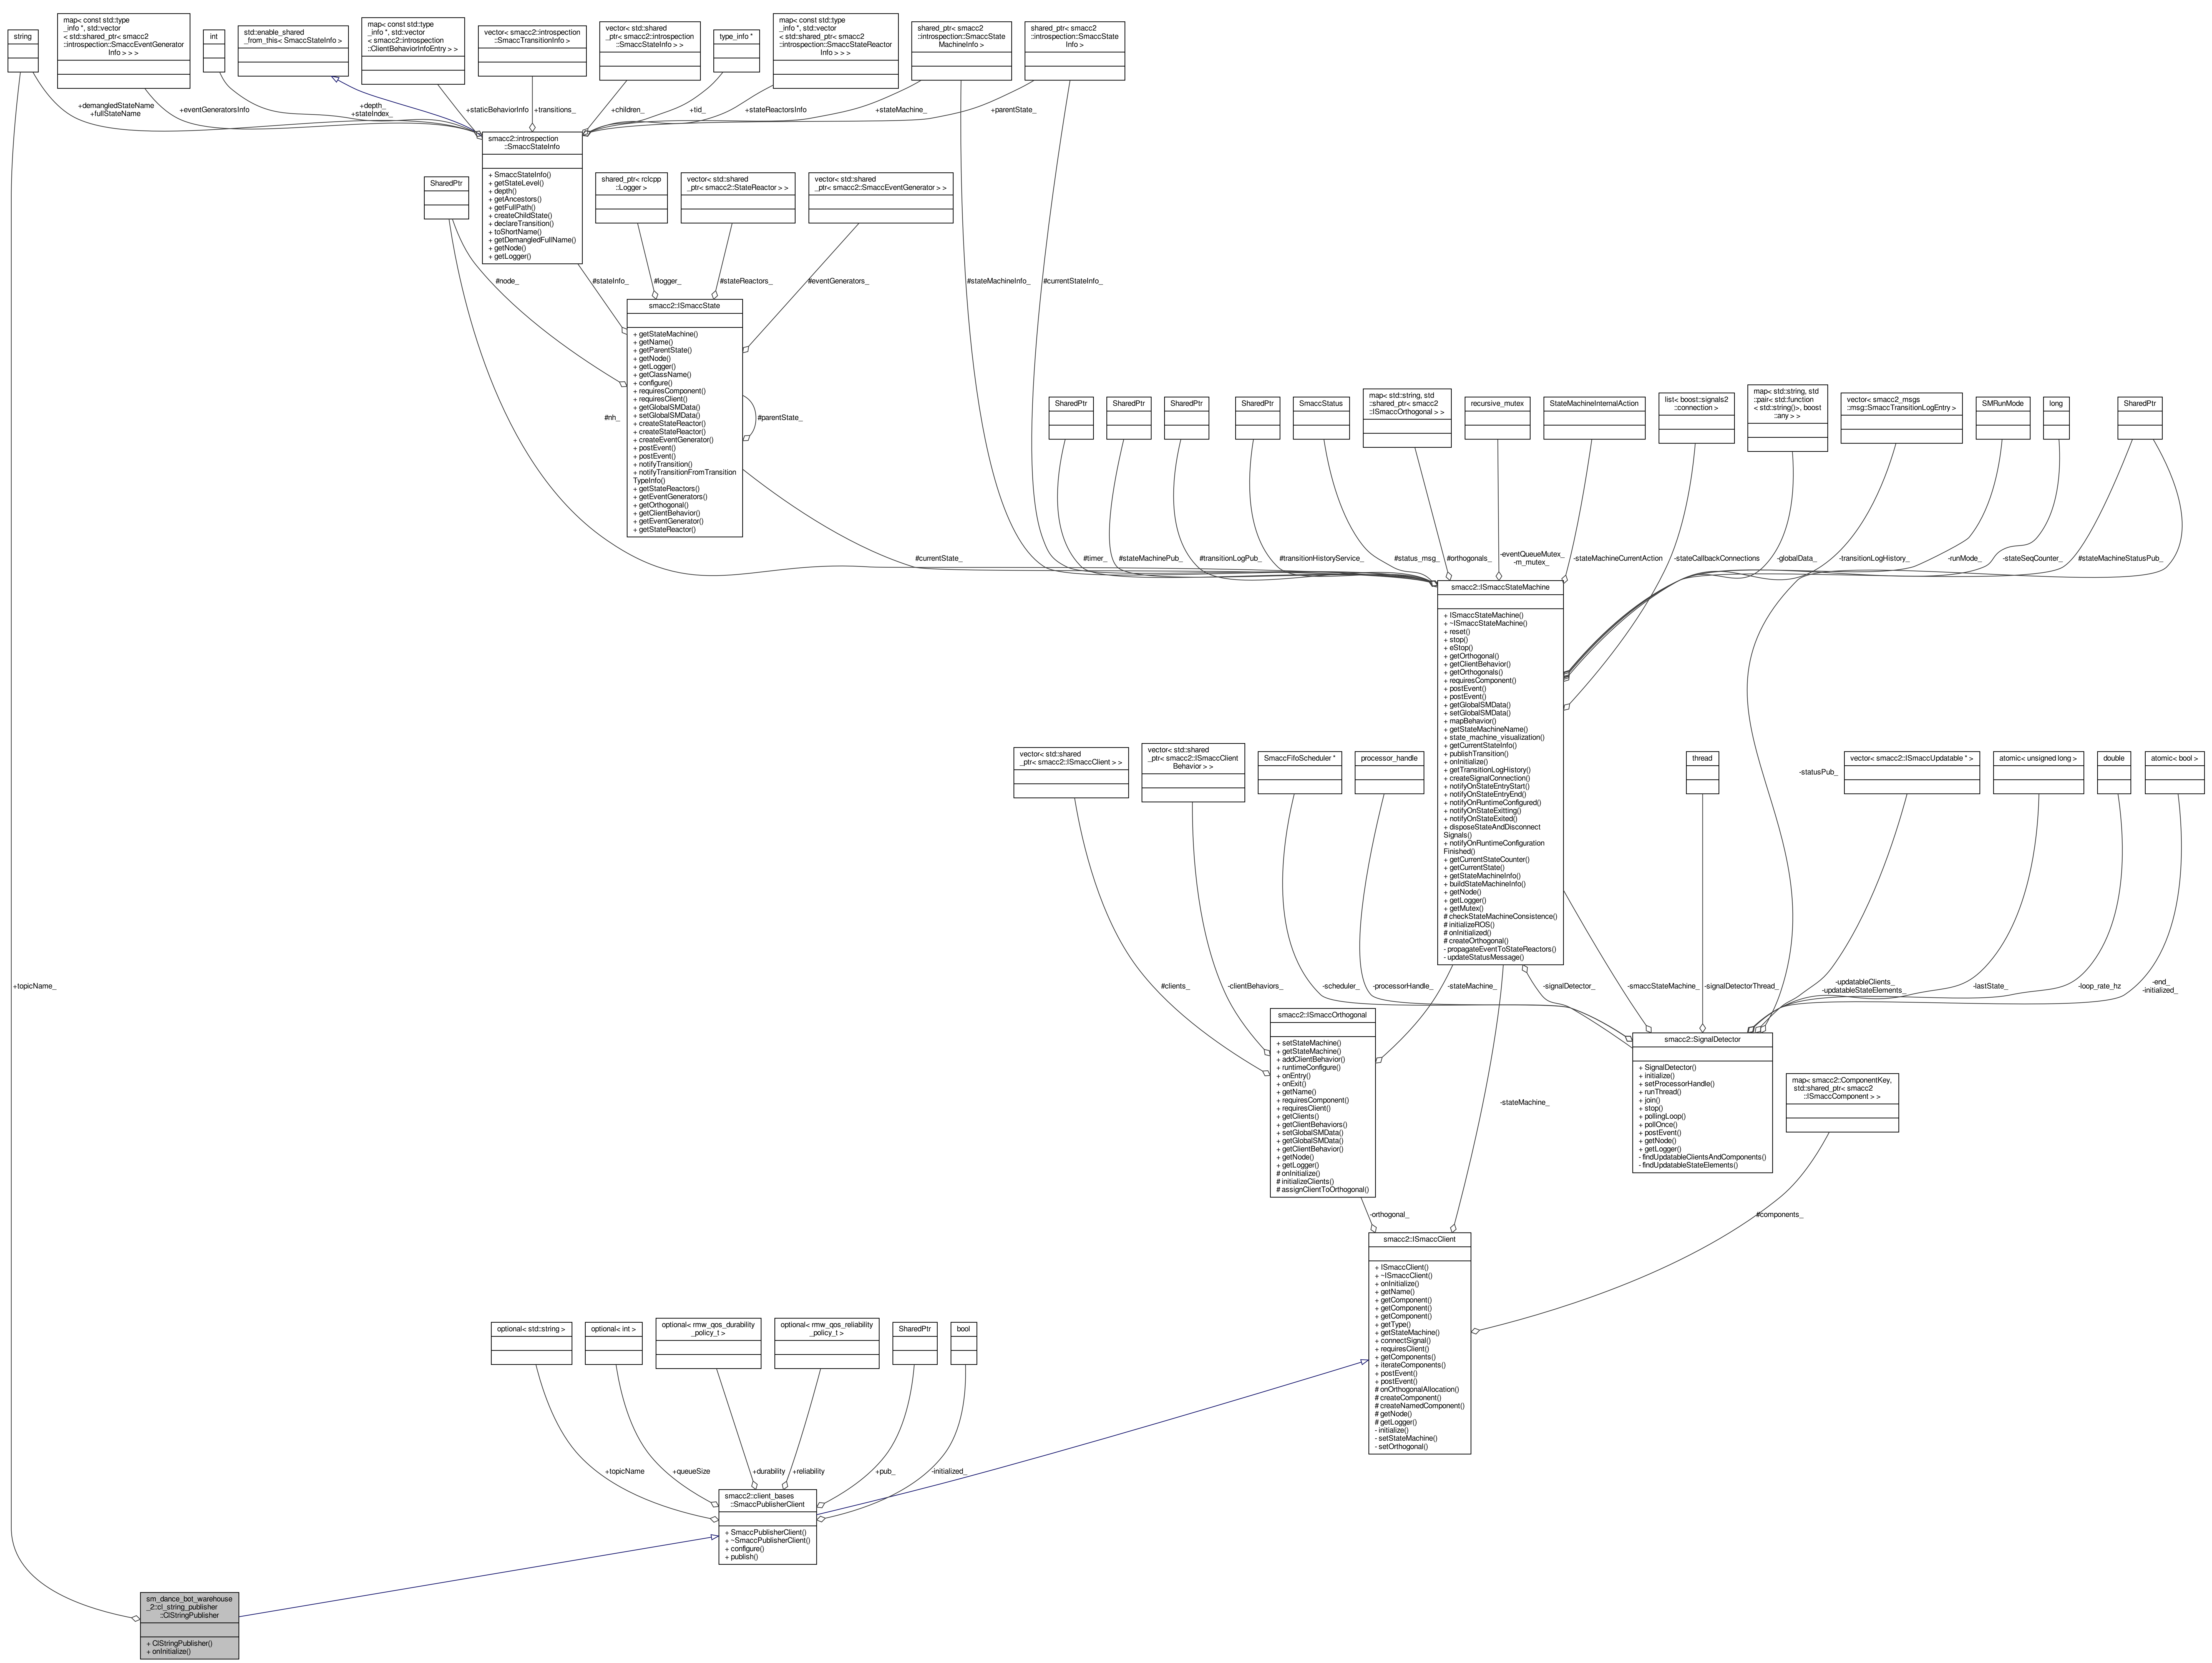 string
map< const std::type
_info *, std::vector
< std::shared_ptr< smacc2
::introspection::SmaccEventGenerator
Info > > >
int
std::enable_shared
_from_this< SmaccStateInfo >
map< const std::type
_info *, std::vector
< smacc2::introspection
::ClientBehaviorInfoEntry > >
vector< smacc2::introspection
::SmaccTransitionInfo >
vector< std::shared
_ptr< smacc2::introspection
::SmaccStateInfo > >
type_info *
map< const std::type
_info *, std::vector
< std::shared_ptr< smacc2
::introspection::SmaccStateReactor
Info > > >
shared_ptr< smacc2
::introspection::SmaccState
MachineInfo >
shared_ptr< smacc2
::introspection::SmaccState
Info >
+demangledStateName
+fullStateName
+eventGeneratorsInfo
+depth_
+stateIndex_
+staticBehaviorInfo
+transitions_
+children_
+tid_
+stateReactorsInfo
+stateMachine_
+parentState_
smacc2::introspection
::SmaccStateInfo
+ SmaccStateInfo()
+ getStateLevel()
+ depth()
+ getAncestors()
+ getFullPath()
+ createChildState()
+ declareTransition()
+ toShortName()
+ getDemangledFullName()
+ getNode()
+ getLogger()
SharedPtr
shared_ptr< rclcpp
::Logger >
vector< std::shared
_ptr< smacc2::StateReactor > >
vector< std::shared
_ptr< smacc2::SmaccEventGenerator > >
#node_
#stateInfo_
#logger_
#stateReactors_
#eventGenerators_
#stateMachineInfo_
#currentStateInfo_
smacc2::ISmaccState
+ getStateMachine()
+ getName()
+ getParentState()
+ getNode()
+ getLogger()
+ getClassName()
+ configure()
+ requiresComponent()
+ requiresClient()
+ getGlobalSMData()
+ setGlobalSMData()
+ createStateReactor()
+ createStateReactor()
+ createEventGenerator()
+ postEvent()
+ postEvent()
+ notifyTransition()
+ notifyTransitionFromTransition
TypeInfo()
+ getStateReactors()
+ getEventGenerators()
+ getOrthogonal()
+ getClientBehavior()
+ getEventGenerator()
+ getStateReactor()
#nh_
#parentState_
SharedPtr
SharedPtr
SharedPtr
SharedPtr
SmaccStatus
map< std::string, std
::shared_ptr< smacc2
::ISmaccOrthogonal > >
recursive_mutex
StateMachineInternalAction
list< boost::signals2
::connection >
map< std::string, std
::pair< std::function
< std::string()>, boost
::any > >
vector< smacc2_msgs
::msg::SmaccTransitionLogEntry >
SMRunMode
long
SharedPtr
#currentState_
#timer_
#stateMachinePub_
#transitionLogPub_
#transitionHistoryService_
#status_msg_
#orthogonals_
-eventQueueMutex_
-m_mutex_
-stateMachineCurrentAction
-stateCallbackConnections
-globalData_
-transitionLogHistory_
-runMode_
-stateSeqCounter_
#stateMachineStatusPub_
smacc2::ISmaccStateMachine
+ ISmaccStateMachine()
+ ~ISmaccStateMachine()
+ reset()
+ stop()
+ eStop()
+ getOrthogonal()
+ getClientBehavior()
+ getOrthogonals()
+ requiresComponent()
+ postEvent()
+ postEvent()
+ getGlobalSMData()
+ setGlobalSMData()
+ mapBehavior()
+ getStateMachineName()
+ state_machine_visualization()
+ getCurrentStateInfo()
+ publishTransition()
+ onInitialize()
+ getTransitionLogHistory()
+ createSignalConnection()
+ notifyOnStateEntryStart()
+ notifyOnStateEntryEnd()
+ notifyOnRuntimeConfigured()
+ notifyOnStateExitting()
+ notifyOnStateExited()
+ disposeStateAndDisconnect
Signals()
+ notifyOnRuntimeConfiguration
Finished()
+ getCurrentStateCounter()
+ getCurrentState()
+ getStateMachineInfo()
+ buildStateMachineInfo()
+ getNode()
+ getLogger()
+ getMutex()
# checkStateMachineConsistence()
# initializeROS()
# onInitialized()
# createOrthogonal()
- propagateEventToStateReactors()
- updateStatusMessage()
vector< std::shared
_ptr< smacc2::ISmaccClient > >
vector< std::shared
_ptr< smacc2::ISmaccClient
Behavior > >
SmaccFifoScheduler *
processor_handle
thread
-statusPub_
vector< smacc2::ISmaccUpdatable * >
atomic< unsigned long >
double
atomic< bool >
+topicName_
#clients_
-clientBehaviors_
-scheduler_
-processorHandle_
-stateMachine_
-signalDetector_
-smaccStateMachine_
-signalDetectorThread_
-updatableClients_
-updatableStateElements_
-lastState_
-loop_rate_hz
-end_
-initialized_
smacc2::ISmaccOrthogonal
+ setStateMachine()
+ getStateMachine()
+ addClientBehavior()
+ runtimeConfigure()
+ onEntry()
+ onExit()
+ getName()
+ requiresComponent()
+ requiresClient()
+ getClients()
+ getClientBehaviors()
+ setGlobalSMData()
+ getGlobalSMData()
+ getClientBehavior()
+ getNode()
+ getLogger()
# onInitialize()
# initializeClients()
# assignClientToOrthogonal()
smacc2::SignalDetector
+ SignalDetector()
+ initialize()
+ setProcessorHandle()
+ runThread()
+ join()
+ stop()
+ pollingLoop()
+ pollOnce()
+ postEvent()
+ getNode()
+ getLogger()
- findUpdatableClientsAndComponents()
- findUpdatableStateElements()
map< smacc2::ComponentKey,
std::shared_ptr< smacc2
::ISmaccComponent > >
-stateMachine_
-orthogonal_
#components_
smacc2::ISmaccClient
+ ISmaccClient()
+ ~ISmaccClient()
+ onInitialize()
+ getName()
+ getComponent()
+ getComponent()
+ getComponent()
+ getType()
+ getStateMachine()
+ connectSignal()
+ requiresClient()
+ getComponents()
+ iterateComponents()
+ postEvent()
+ postEvent()
# onOrthogonalAllocation()
# createComponent()
# createNamedComponent()
# getNode()
# getLogger()
- initialize()
- setStateMachine()
- setOrthogonal()
optional< std::string >
optional< int >
optional< rmw_qos_durability
_policy_t >
optional< rmw_qos_reliability
_policy_t >
SharedPtr
bool
+topicName
+queueSize
+durability
+reliability
+pub_
-initialized_
smacc2::client_bases
::SmaccPublisherClient
+ SmaccPublisherClient()
+ ~SmaccPublisherClient()
+ configure()
+ publish()
sm_dance_bot_warehouse
_2::cl_string_publisher
::ClStringPublisher
+ ClStringPublisher()
+ onInitialize()